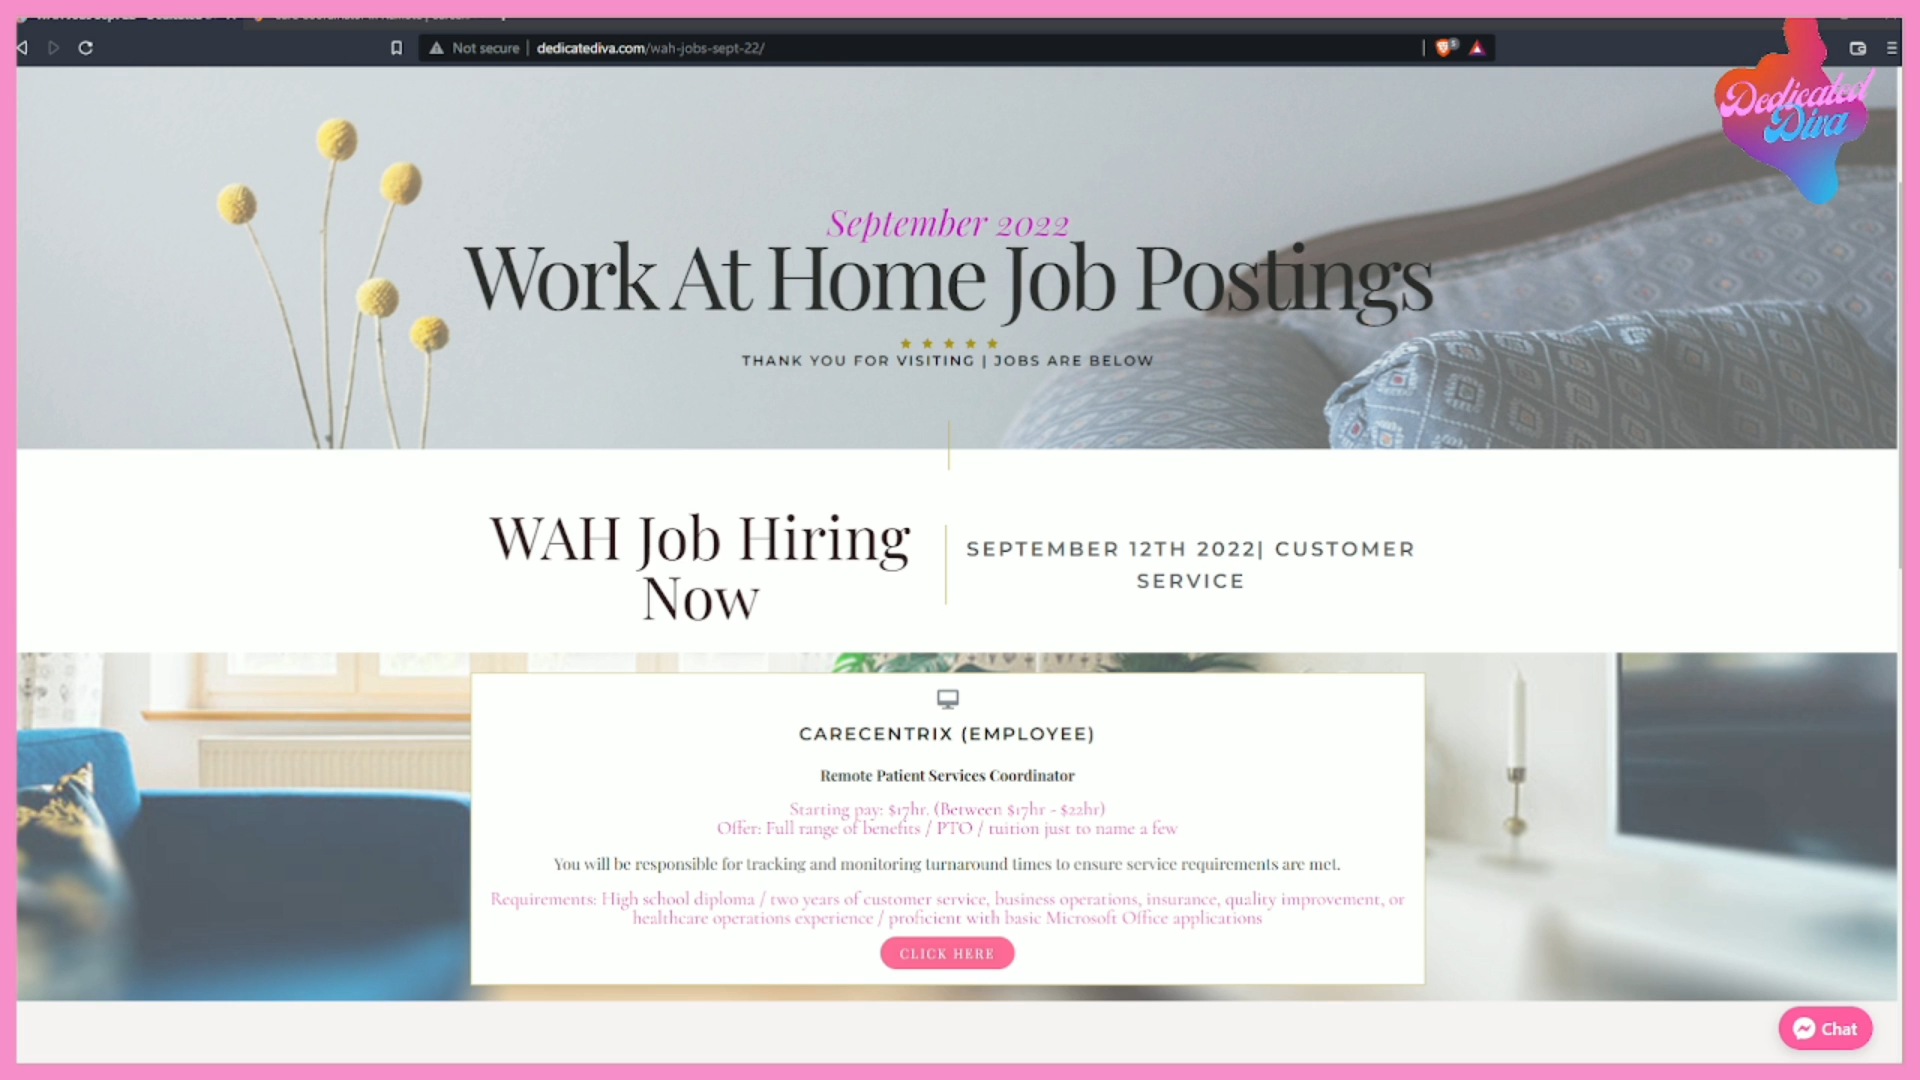 Not secure | dedicatediva.com/wah-jobs-sept-22/
Dedicated
Diva
September 2022
Work At Home Job Postings
THANK YOU FOR VISITING | JOBS ARE BELOW
WAH Job Hiring
Now
SEPTEMBER 12TH 2022| CUSTOMER
SERVICE
CARECENTRIX (EMPLOYEE)
Remote Patient Services Coordinator
Starting pay: $17hr. (Between $17hr - $22hr)
Offer: Full range of benefits / PTO / tuition just to name a few
You will be responsible for tracking and monitoring turnaround times to ensure service requirements are met.
Requirements: High school diploma / two years of customer service, business operations, insurance, quality improvement, or
healthcare operations experience / proficient with basic Microsoft Office applications
CLICK HERE
Chat